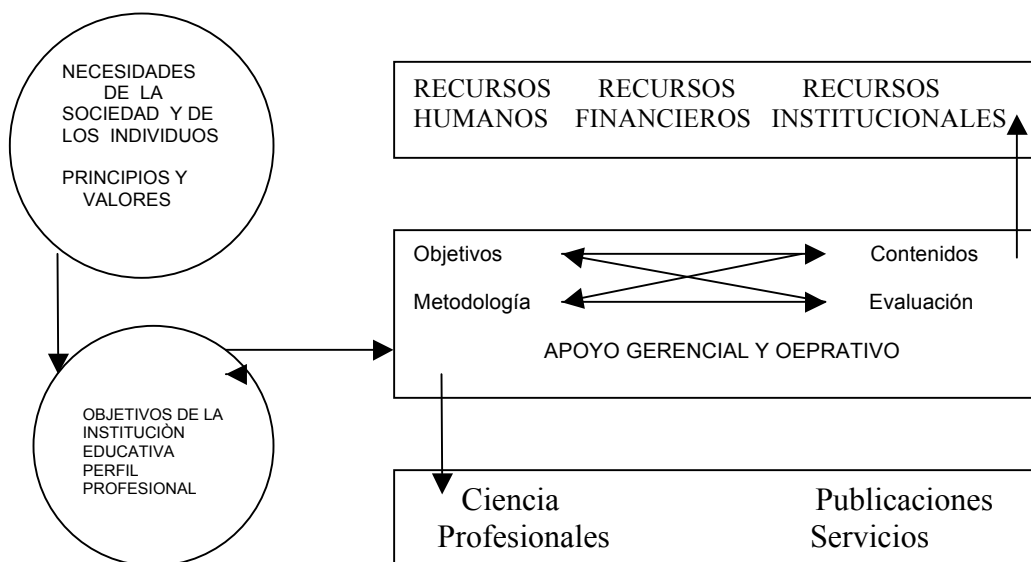 NECESIDADES
DE LA
SOCIEDAD Y DE
LOS INDIVIDUOS
PRINCIPIOS Y
VALORES
RECURSOS RECURSOS RECURSOS
HUMANOS FINANCIEROS INSTITUCIONALES
Objetivos Contenidos
Metodología Evaluación
APOYO GERENCIAL Y OEPRATIVO
OBJETIVOS DE LA
INSTITUCIÒN
EDUCATIVA
PERFIL
PROFESIONAL
Ciencia Publicaciones
Profesionales Servicios